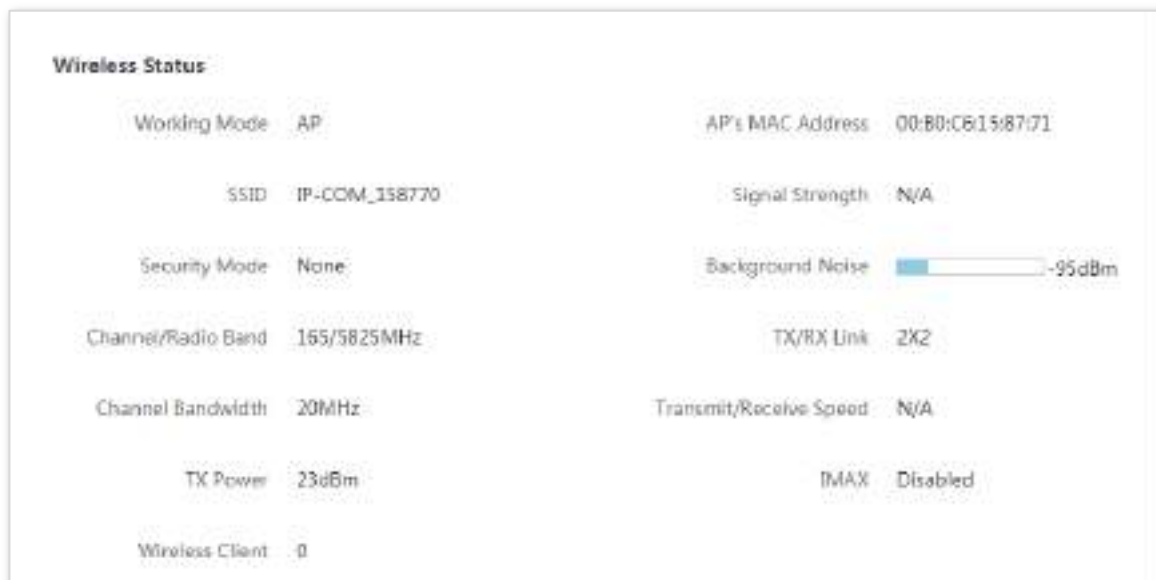 Wireless Status
Working Mode AP AP's MAC Address 00:B0:C6:15:87:71
SSID IP-COM_158770 Signal Strength N/A
Security Mode None Background Noise -95dBm
Channel/Radio Band 165/5825MHz TX/RX Link 2X2
Channel Bandwidth 20MHz Transmit/Receive Speed N/A
TX Power 23dBm IMAX Disabled
Wireless Client 0